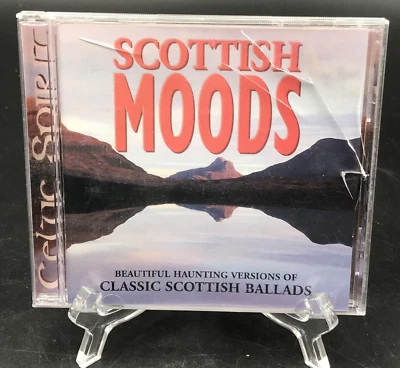 SCOTTISH
MOODS
BEAUTIFUL HAUNTING VERSIONS OF
CLASSIC SCOTTISH BALLADS
Celtic Spirit